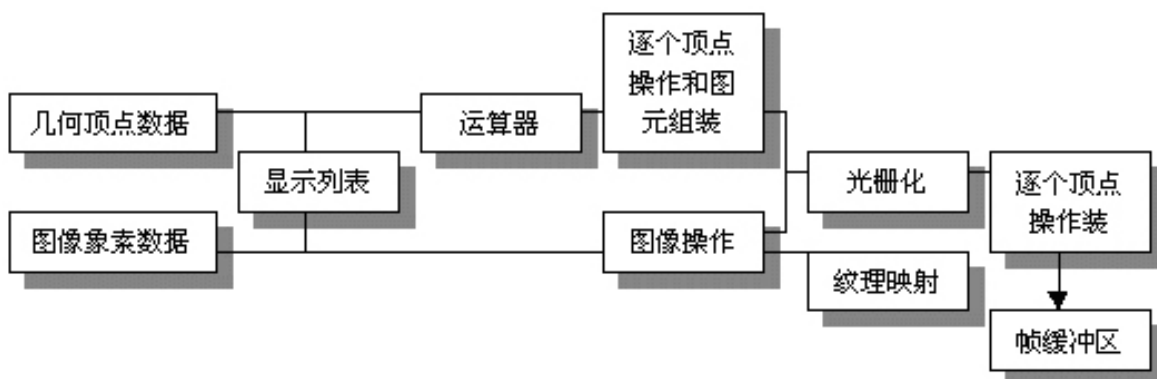 逐个顶点
操作和图
元组装
几何顶点数据
运算器
显示列表
光栅化
逐个顶点
操作装
图像象素数据
图像操作
纹理映射
帧缓冲区